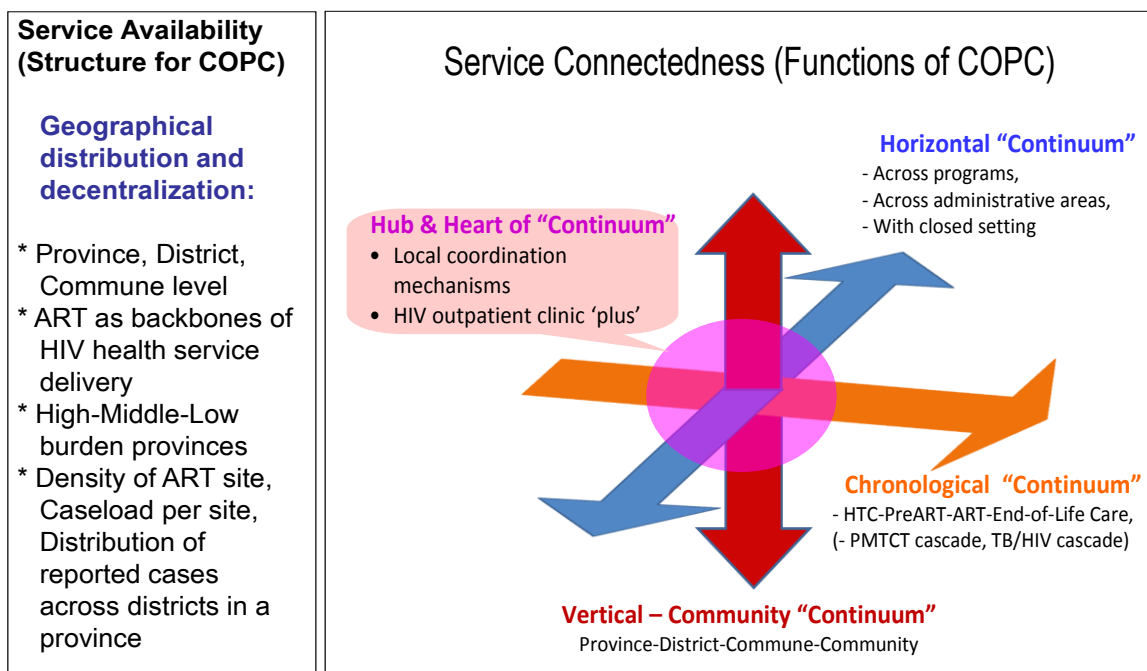 Service Availability
(Structure for COPC)
Geographical
distribution and
decentralization:
* Province, District,
Commune level
* ART as backbones of
HIV health service
delivery
* High-Middle-Low
burden provinces
* Density of ART site,
Caseload per site,
Distribution of
reported cases
across districts in a
province
Service Connectedness (Functions of COPC)
Horizontal “Continuum”
- Across programs,
- Across administrative areas,
- With closed setting
Hub & Heart of “Continuum”
• Local coordination
mechanisms
• HIV outpatient clinic ‘plus’
Chronological “Continuum”
- HTC-PreART-ART-End-of-Life Care,
(- PMTCT cascade, TB/HIV cascade)
Vertical – Community “Continuum”
Province-District-Commune-Community